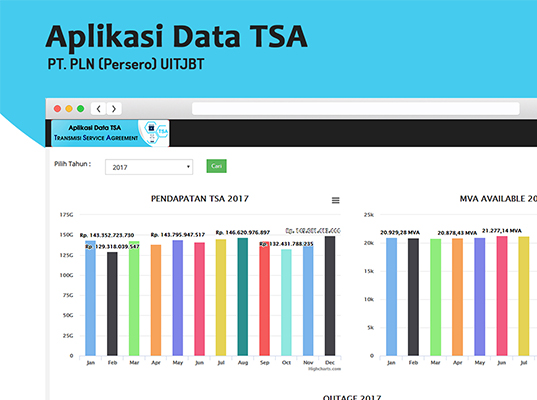 Aplikasi Data TSA
PT. PLN (Persero) UITJBT
Aplikasi Data TSA
TRANSMISI SERVICE AGREEMENT
TSA
Pilih Tahun :
2017
Cari
PENDAPATAN TSA 2017
175G
150G
125G
100G
75G
50G
25G
0
Rp. 143.352.723.730
Rp. 129.318.039.547
Rp. 143.795.947.517
Rp. 146.620.976.897
Rp. 132.431.788.235
Jan Feb Mar Apr May Jun Jul Aug Sep Oct Nov Dec
Highcharts.com
MVA AVAILABLE 20
25k
20k
15k
10k
5k
0
20.929,28 MVA
20.878,43 MVA
21.277,14 MVA
Jan Feb Mar Apr May Jun Jul
OUTAGE 2017